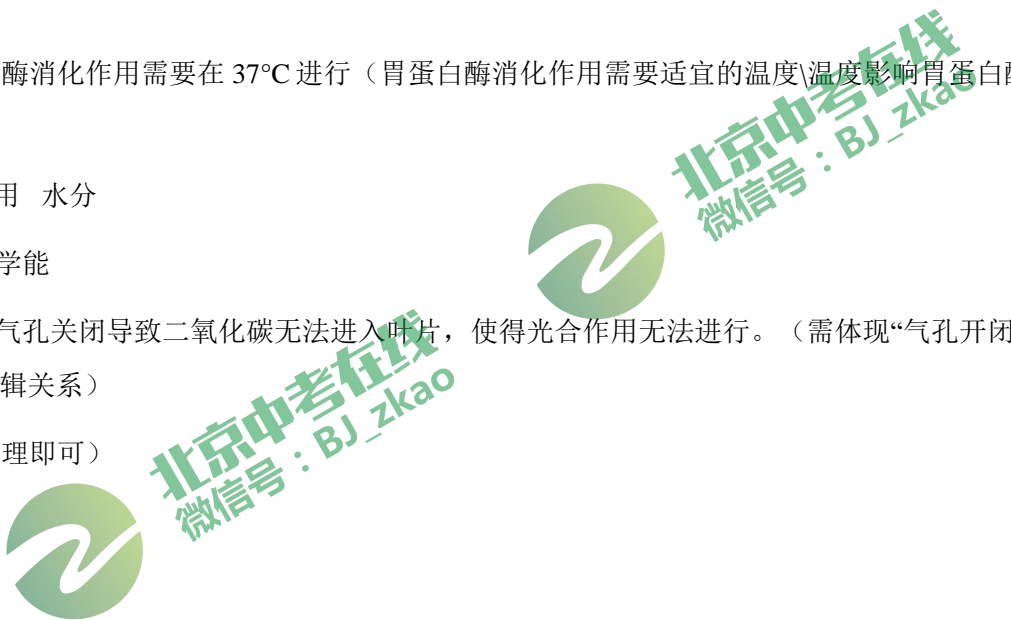 酶消化作用需要在 37°C 进行（胃蛋白酶消化作用需要适宜的温度\温度影响胃蛋白
用 水分
学能
气孔关闭导致二氧化碳无法进入叶片，使得光合作用无法进行。（需体现“气孔开闭
辑关系）
理即可）
北京中考在线
微信号：BJ_zkao
北京中考在线
微信号：BJ_zkao